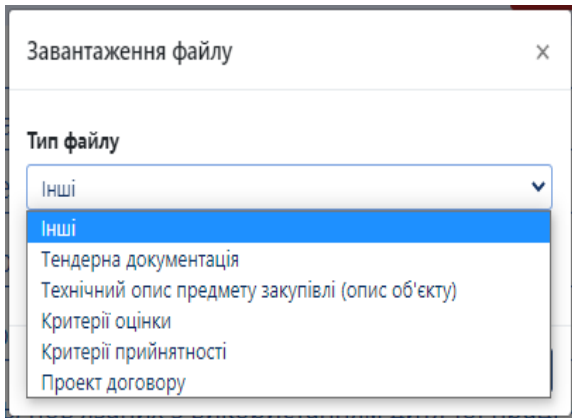 Завантаження файлу ×
Тип файлу
Інші
Інші
Тендерна документація
Технічний опис предмету закупівлі (опис об'єкту)
Критерії оцінки
Критерії прийнятності
Проект договору